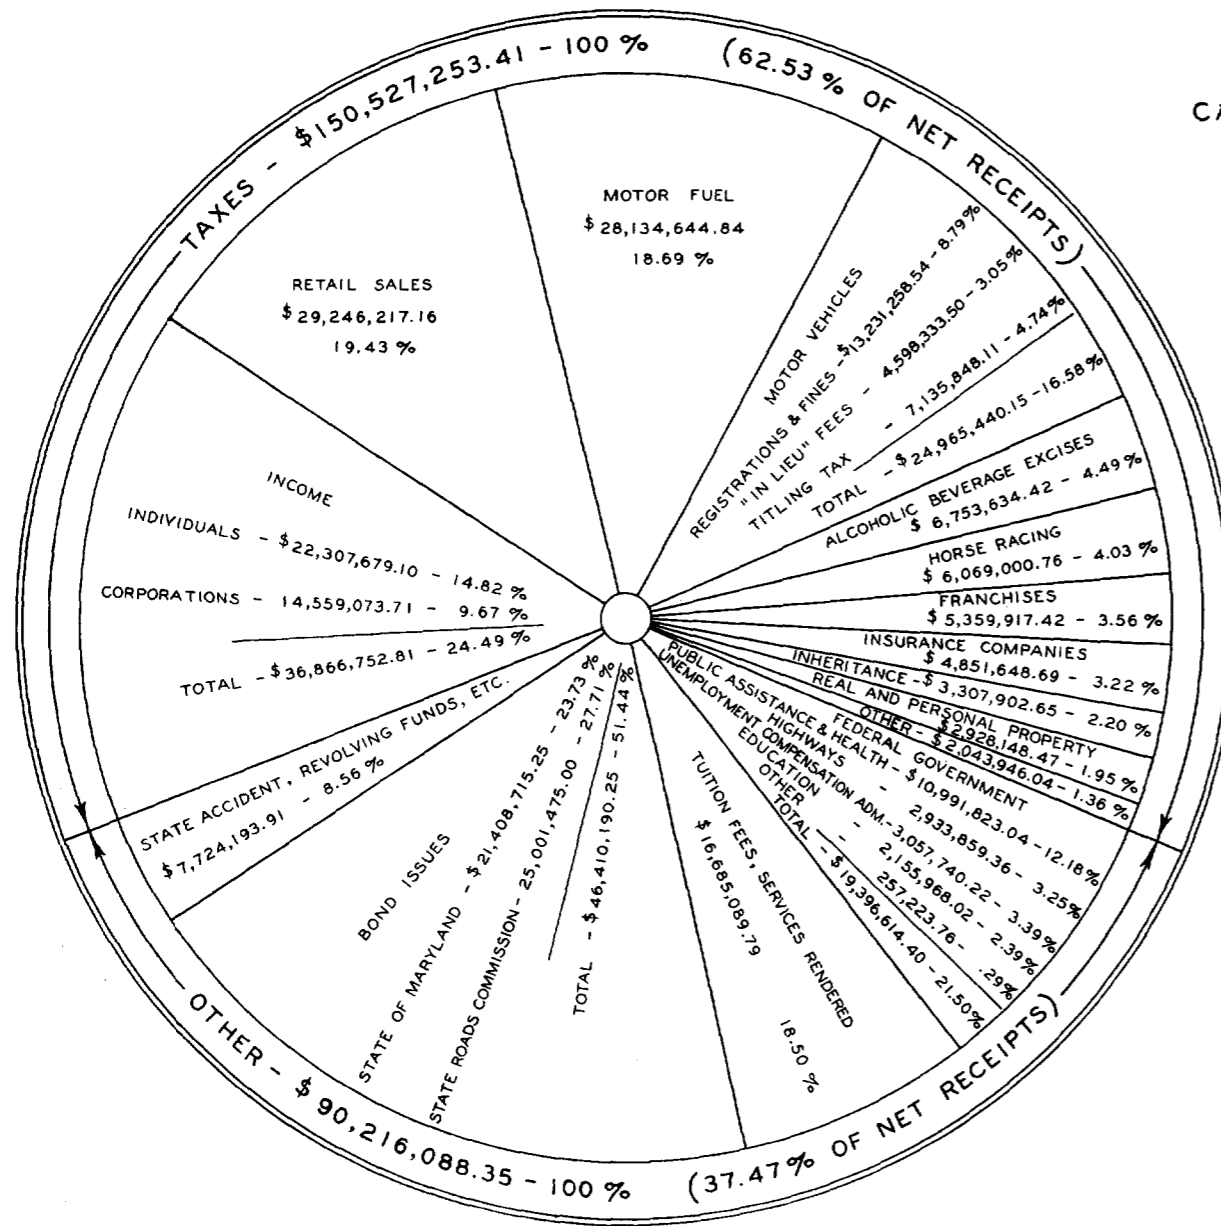 TAXES - $150,527,253.41 - 100 % (62.53 % OF NET RECEIPTS)
MOTOR FUEL
$ 28,134,644.84
18.69 %
RETAIL SALES
$ 29,246,217.16
19.43 %
INCOME
INDIVIDUALS - $22,307,679.10 - 14.82 %
CORPORATIONS - 14,559,073.71 - 9.67 %
TOTAL - $36,866,752.81 - 24.49 %
MOTOR VEHICLES
REGISTRATIONS & FINES - $13,231,258.54 - 8.79%
"IN LIEU" FEES - 4,598,333.50 - 3.05%
TITLING TAX - 7,135,848.11 - 4.74%
TOTAL - $24,965,440.15 - 16.58%
ALCOHOLIC BEVERAGE EXCISES
$ 6,753,634.42 - 4.49 %
HORSE RACING
$ 6,069,000.76 - 4.03 %
FRANCHISES
$ 5,359,917.42 - 3.56 %
INSURANCE COMPANIES
$ 4,851,648.69 - 3.22 %
INHERITANCE - $ 3,307,902.65 - 2.20 %
REAL AND PERSONAL PROPERTY
$2,928,148.47 - 1.95 %
OTHER - $ 2,043,946.04 - 1.36 %
FEDERAL GOVERNMENT
PUBLIC ASSISTANCE & HEALTH - $10,991,823.04 - 12.18%
HIGHWAYS - 2,933,859.36 - 3.25%
UNEMPLOYMENT COMPENSATION ADM. - 3,057,740.22 - 3.39%
EDUCATION - 2,155,968.02 - 2.39%
OTHER - 257,223.76 - .29%
TOTAL - $19,396,614.40 - 21.50%
TUITION FEES, SERVICES RENDERED
$ 16,685,089.79 18.50 %
BOND ISSUES
STATE OF MARYLAND - $21,408,715.25 - 23.73 %
STATE ROADS COMMISSION - 25,001,475.00 - 27.71 %
TOTAL - $46,410,190.25 - 51.44 %
STATE ACCIDENT, REVOLVING FUNDS, ETC.
$ 7,724,193.91 - 8.56 %
OTHER - $ 90,216,088.35 - 100 % (37.47% OF NET RECEIPTS)